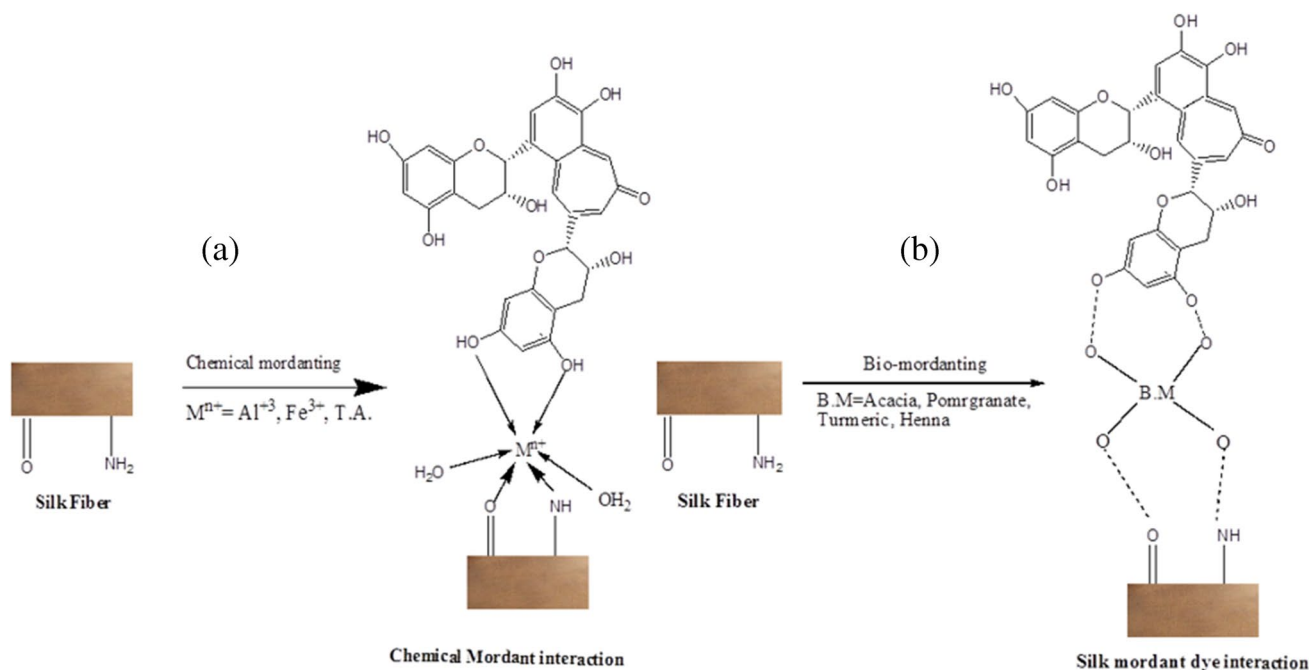 (a)
O
NH₂
Silk Fiber
Chemical mordanting
Mⁿ⁺= Al⁺³, Fe³⁺, T.A.
OH
OH
OH
HO
O
OH
O
OH
O
OH
HO
OH
Mⁿ⁺
H₂O
OH₂
O
NH
Chemical Mordant interaction
(b)
O
NH₂
Silk Fiber
Bio-mordanting
B.M=Acacia, Pomrgranate,
Turmeric, Henna
OH
OH
OH
HO
O
OH
O
OH
O
OH
O
O
O
O
B.M
O
O
O
NH
Silk mordant dye interaction